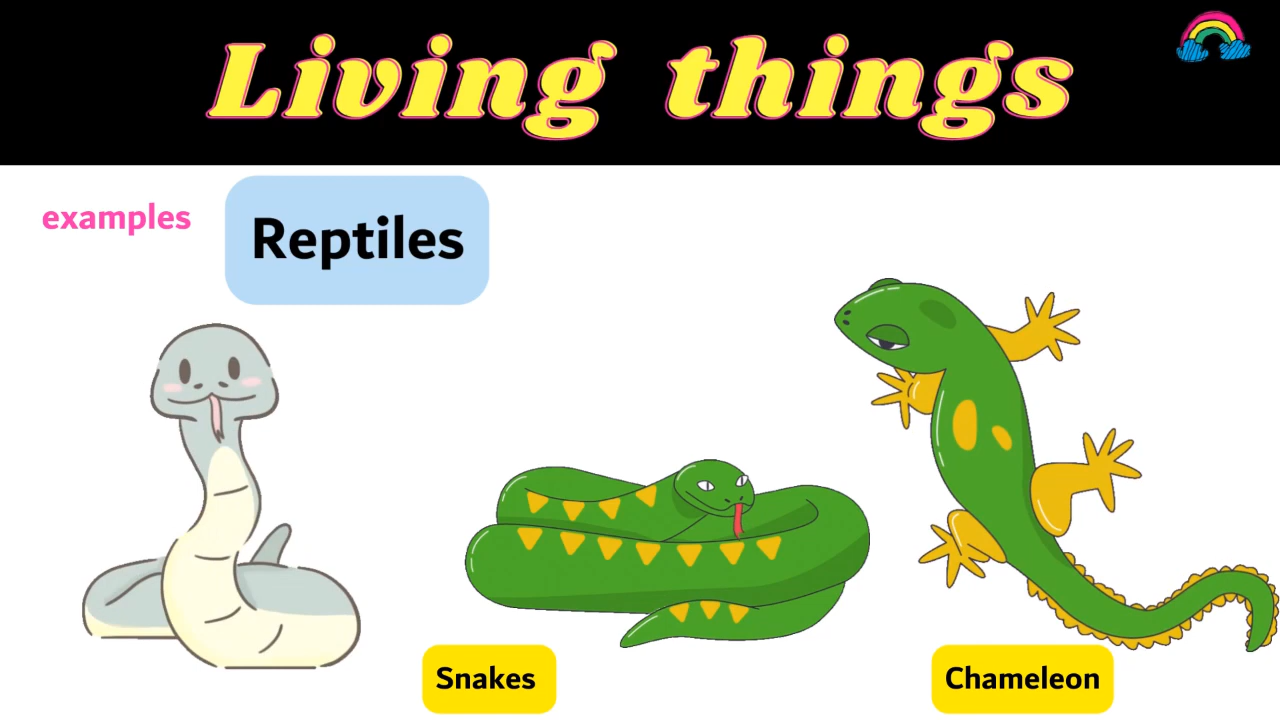 Living things
examples
Reptiles
Snakes
Chameleon